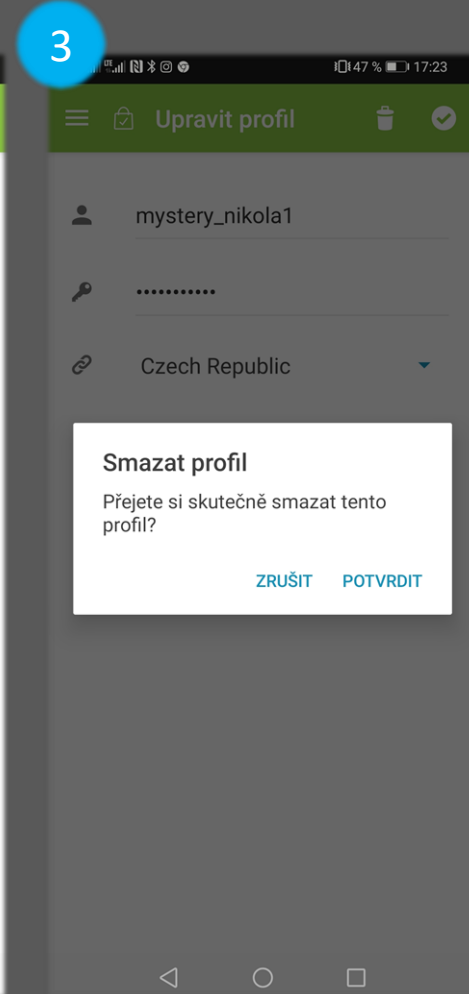 3
LTE 47 % 17:23
Upravit profil
mystery_nikola1
•••••••••••
Czech Republic
Smazat profil
Přejete si skutečně smazat tento
profil?
ZRUŠIT POTVRDIT